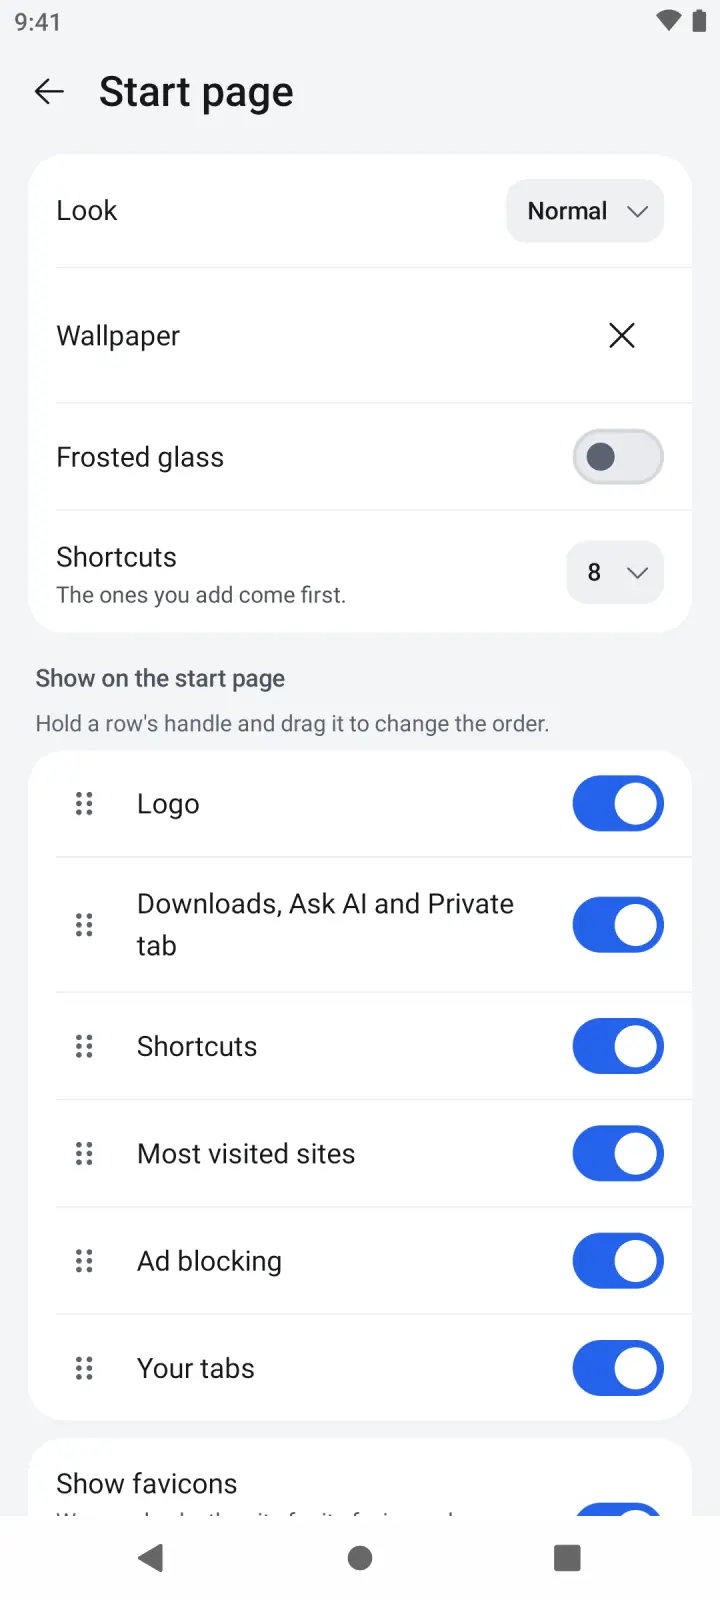 9:41
Start page
Look
Normal
Wallpaper
Frosted glass
Shortcuts
The ones you add come first.
8
Show on the start page
Hold a row's handle and drag it to change the order.
Logo
Downloads, Ask AI and Private
tab
Shortcuts
Most visited sites
Ad blocking
Your tabs
Show favicons